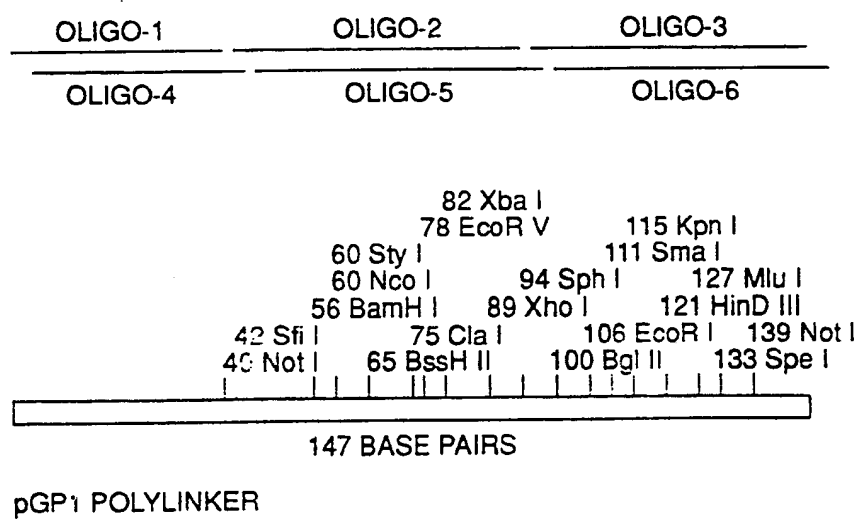 OLIGO-1 OLIGO-2 OLIGO-3
OLIGO-4 OLIGO-5 OLIGO-6
82 Xba I
78 EcoR V 115 Kpn I
60 Sty I 111 Sma I
60 Nco I 94 Sph I 127 Mlu I
56 BamH I 89 Xho I 121 HinD III
42 Sfi I 75 Cla I 106 EcoR I 139 Not I
Not I 65 BssH II 100 Bgl II 133 Spe I
147 BASE PAIRS
pGP1 POLYLINKER